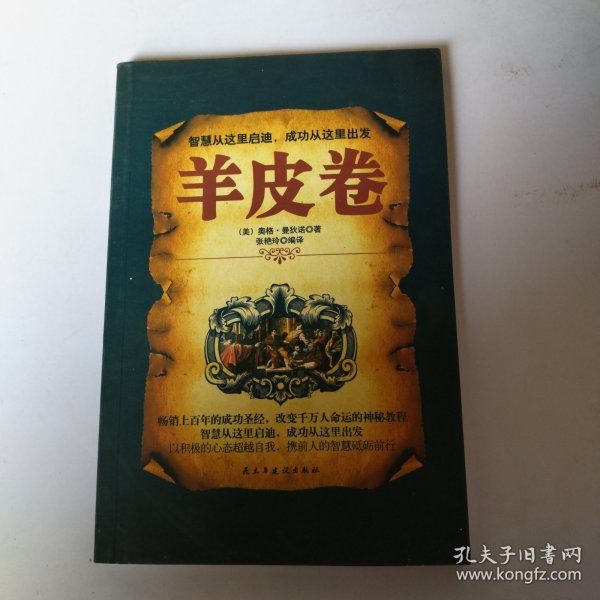 智慧从这里启迪，成功从这里出发
羊皮卷
（美）奥格·曼狄诺◎著
张艳玲◎编译
畅销上百年的成功圣经，改变千万人命运的神秘教程
智慧从这里启迪，成功从这里出发
以积极的心态超越自我，携前人的智慧砥砺前行
民主与建设出版社
孔夫子旧書网
www.kongfz.com